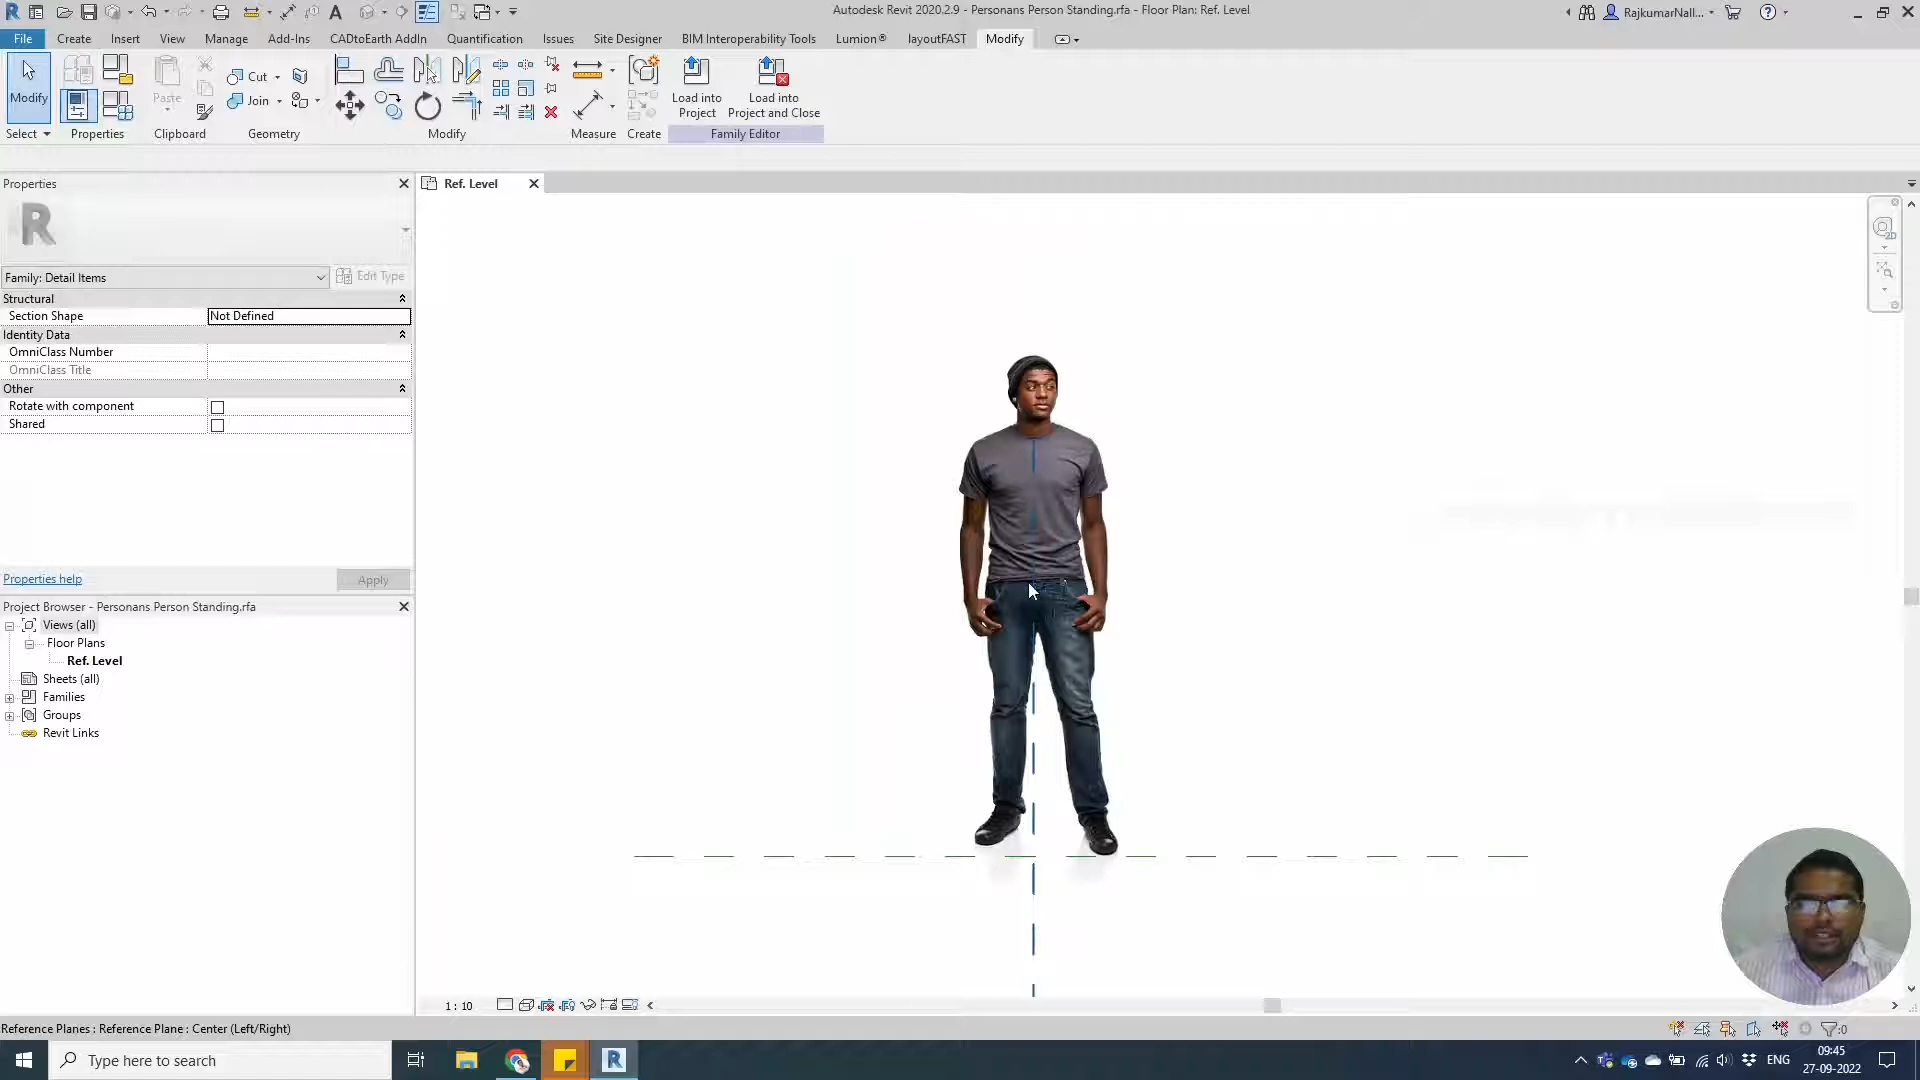 Autodesk Revit 2020.2.9 - Personans Person Standing.rfa - Floor Plan: Ref. Level
RajkumarNall...
File
Create
Insert
View
Manage
Add-Ins
CADtoEarth AddIn
Quantification
Issues
Site Designer
BIM Interoperability Tools
Lumion®
layoutFAST
Modify
Modify
Paste
Cut
Join
Load into
Project
Load into
Project and Close
Select
Properties
Clipboard
Geometry
Modify
Measure
Create
Family Editor
Properties
Ref. Level
R
Family: Detail Items
Edit Type
Structural
Section Shape
Not Defined
Identity Data
OmniClass Number
OmniClass Title
Other
Rotate with component
Shared
Properties help
Apply
Project Browser - Personans Person Standing.rfa
Views (all)
Floor Plans
Ref. Level
Sheets (all)
Families
Groups
Revit Links
2D
1 : 10
Reference Planes : Reference Plane : Center (Left/Right)
:0
Type here to search
R
ENG
09:45
27-09-2022